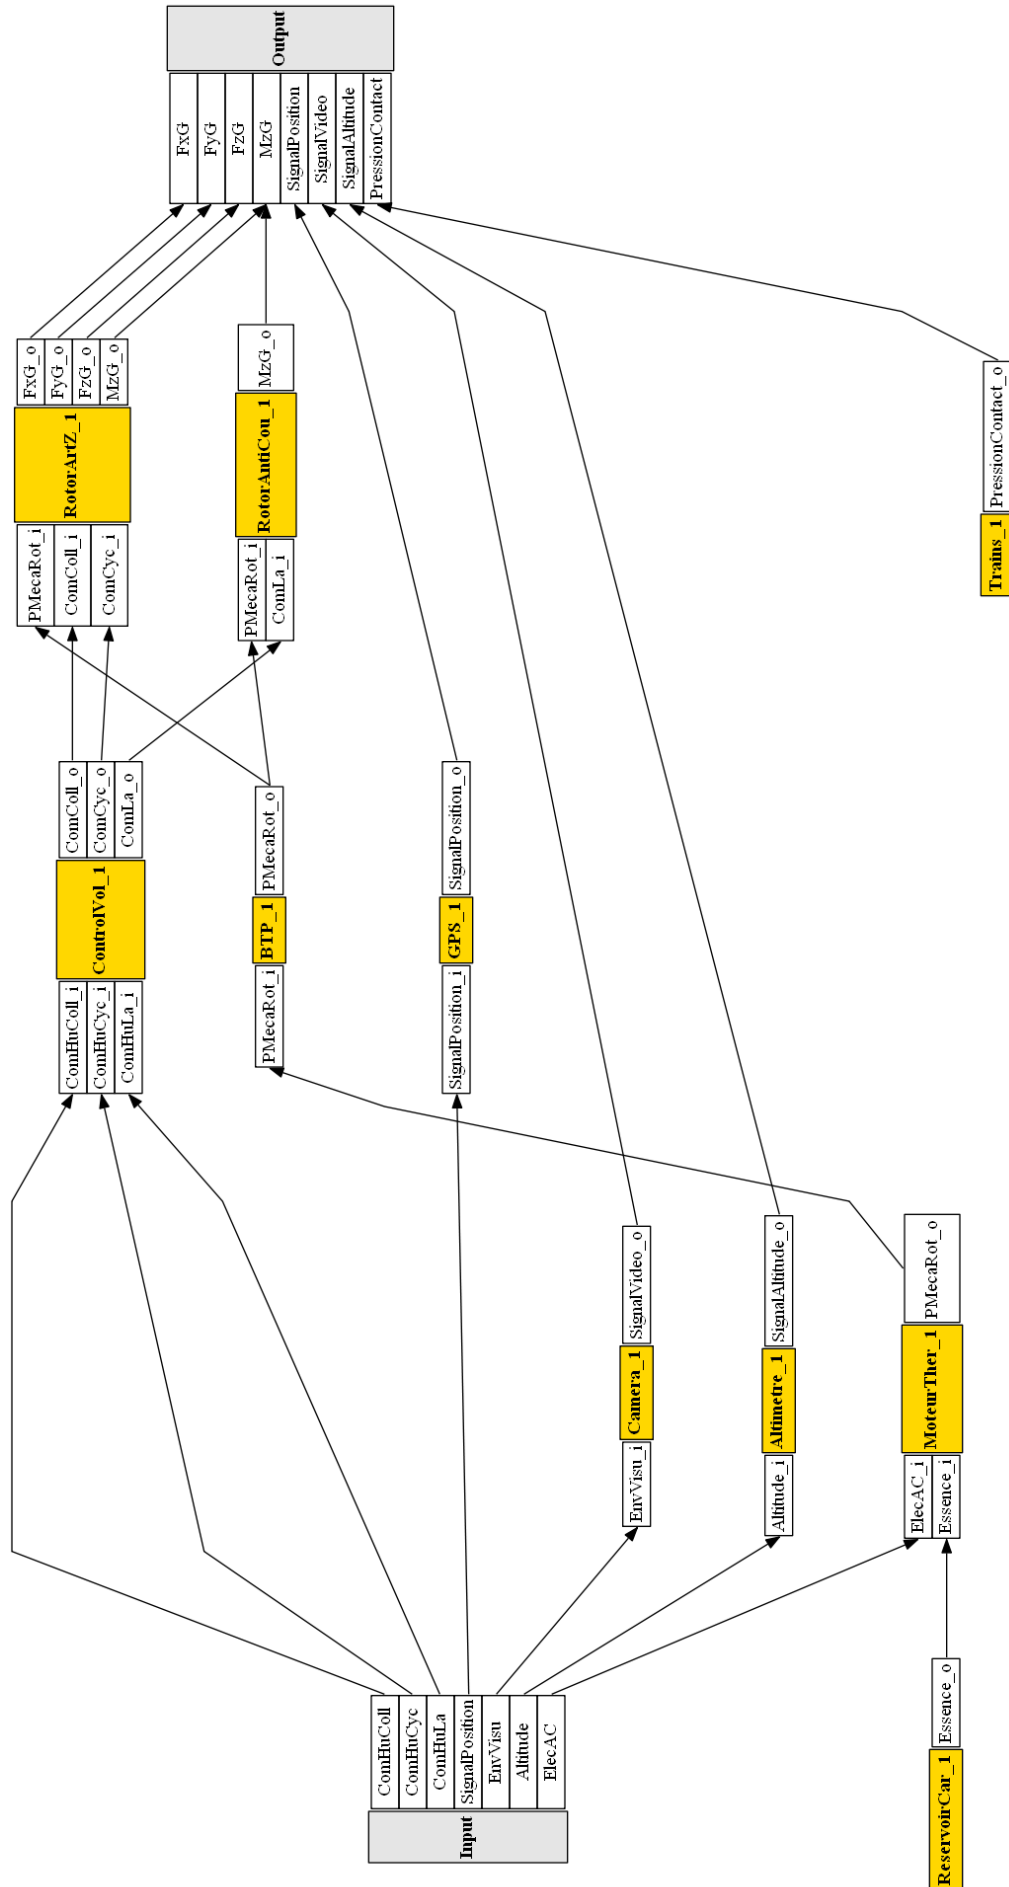 Input
ComHuColl
ComHuCyc
ComHuLa
SignalPosition
EnvVisu
Altitude
ElecAC
ReservoirCar_1
Essence_o
ComHuColl_i
ComHuCyc_i
ComHuLa_i
ControlVol_1
ComColl_o
ComCyc_o
ComLa_o
PMecaRot_i
BTP_1
PMecaRot_o
SignalPosition_i
GPS_1
SignalPosition_o
EnvVisu_i
Camera_1
SignalVideo_o
Altitude_i
Altimetre_1
SignalAltitude_o
ElecAC_i
Essence_i
MoteurTher_1
PMecaRot_o
PMecaRot_i
ComColl_i
ComCyc_i
RotorArtZ_1
FxG_o
FyG_o
FzG_o
MzG_o
PMecaRot_i
ComLa_i
RotorAntiCou_1
MzG_o
Trains_1
PressionContact_o
FxG
FyG
FzG
MzG
SignalPosition
SignalVideo
SignalAltitude
PressionContact
Output